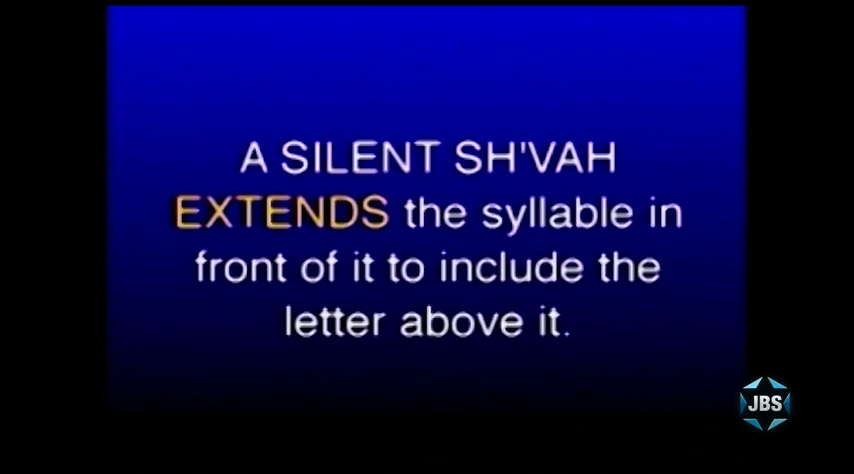 A SILENT SH'VAH
EXTENDS the syllable in
front of it to include the
letter above it.
JBS